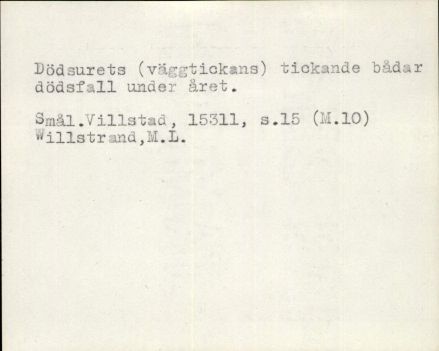 Dödsurets (väggtickans) tickande bådar
dödsfall under året.
Smål.Villstad, 15311, s.15 (M.10)
Willstrand,M.L.